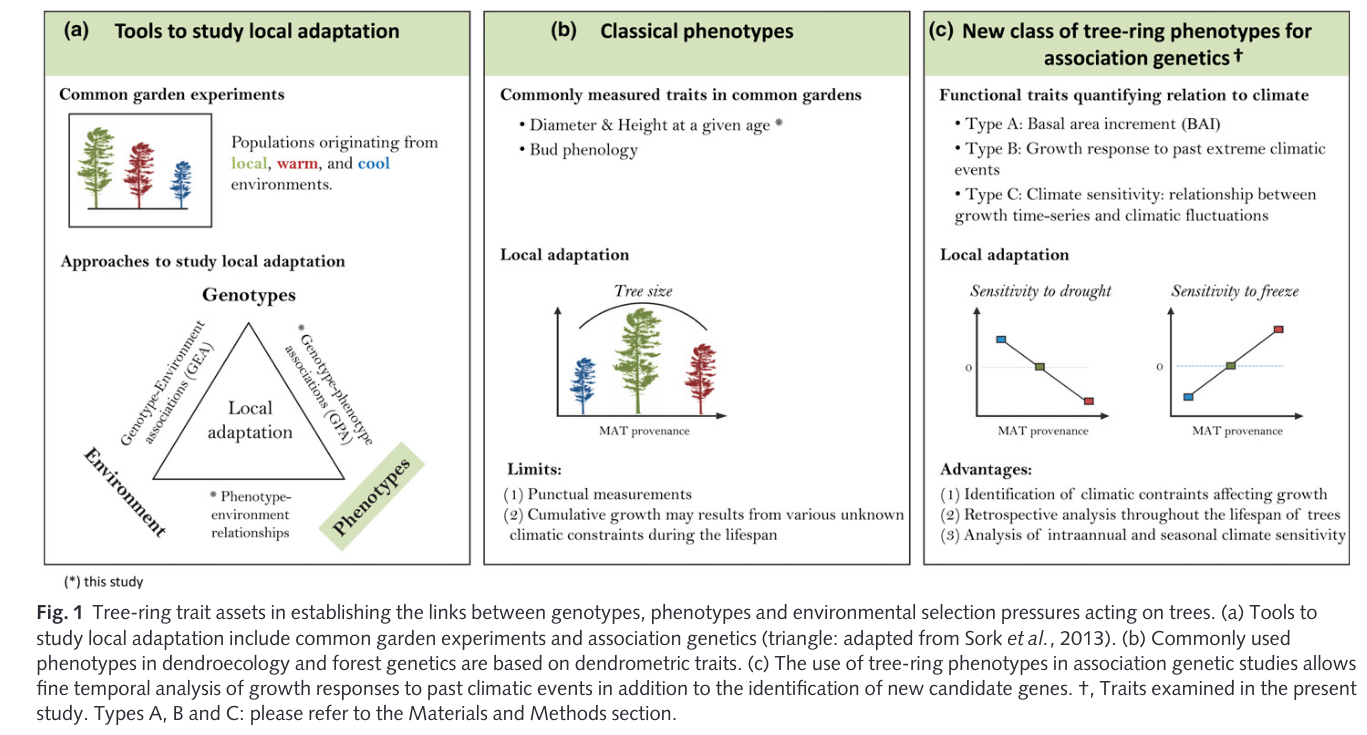 (a) Tools to study local adaptation
Common garden experiments
Populations originating from
local, warm, and cool
environments.
Approaches to study local adaptation
Genotypes
Genotype-Environment
associations (GEA)
* Genotype-phenotype
associations (GPA)
Local
adaptation
Environment
* Phenotype-
environment
relationships
Phenotypes
(*) this study
(b) Classical phenotypes
Commonly measured traits in common gardens
• Diameter & Height at a given age *
• Bud phenology
Local adaptation
Tree size
MAT provenance
Limits:
(1) Punctual measurements
(2) Cumulative growth may results from various unknown
climatic constraints during the lifespan
(c) New class of tree-ring phenotypes for
association genetics †
Functional traits quantifying relation to climate
• Type A: Basal area increment (BAI)
• Type B: Growth response to past extreme climatic
events
• Type C: Climate sensitivity: relationship between
growth time-series and climatic fluctuations
Local adaptation
Sensitivity to drought
0
MAT provenance
Sensitivity to freeze
0
MAT provenance
Advantages:
(1) Identification of climatic contraints affecting growth
(2) Retrospective analysis throughout the lifespan of trees
(3) Analysis of intraannual and seasonal climate sensitivity
Fig. 1 Tree-ring trait assets in establishing the links between genotypes, phenotypes and environmental selection pressures acting on trees. (a) Tools to
study local adaptation include common garden experiments and association genetics (triangle: adapted from Sork et al., 2013). (b) Commonly used
phenotypes in dendroecology and forest genetics are based on dendrometric traits. (c) The use of tree-ring phenotypes in association genetic studies allows
fine temporal analysis of growth responses to past climatic events in addition to the identification of new candidate genes. †, Traits examined in the present
study. Types A, B and C: please refer to the Materials and Methods section.